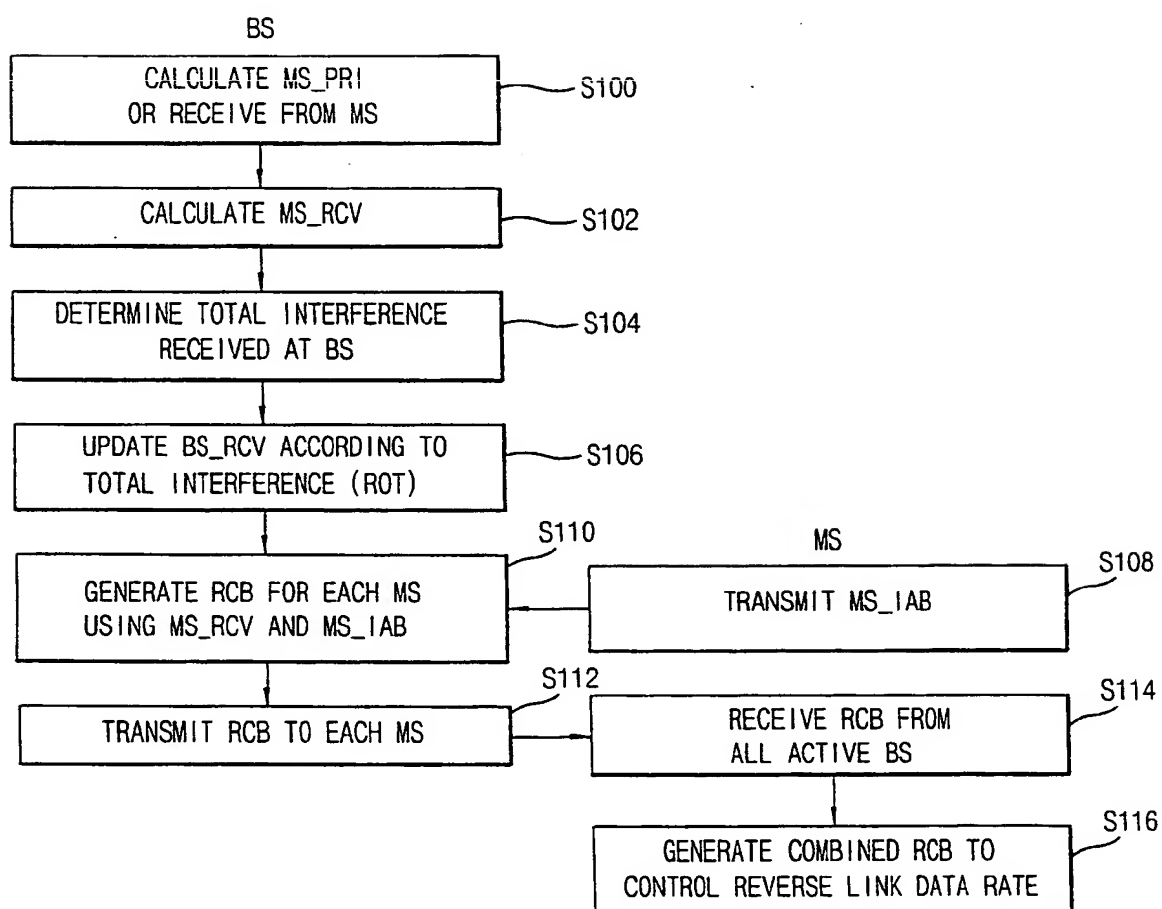 BS
CALCULATE MS_PRI
OR RECEIVE FROM MS
S100
CALCULATE MS_RCV
S102
DETERMINE TOTAL INTERFERENCE
RECEIVED AT BS
S104
UPDATE BS_RCV ACCORDING TO
TOTAL INTERFERENCE (ROT)
S106
S110
GENERATE RCB FOR EACH MS
USING MS_RCV AND MS_IAB
MS
S108
TRANSMIT MS_IAB
S112
TRANSMIT RCB TO EACH MS
S114
RECEIVE RCB FROM
ALL ACTIVE BS
S116
GENERATE COMBINED RCB TO
CONTROL REVERSE LINK DATA RATE